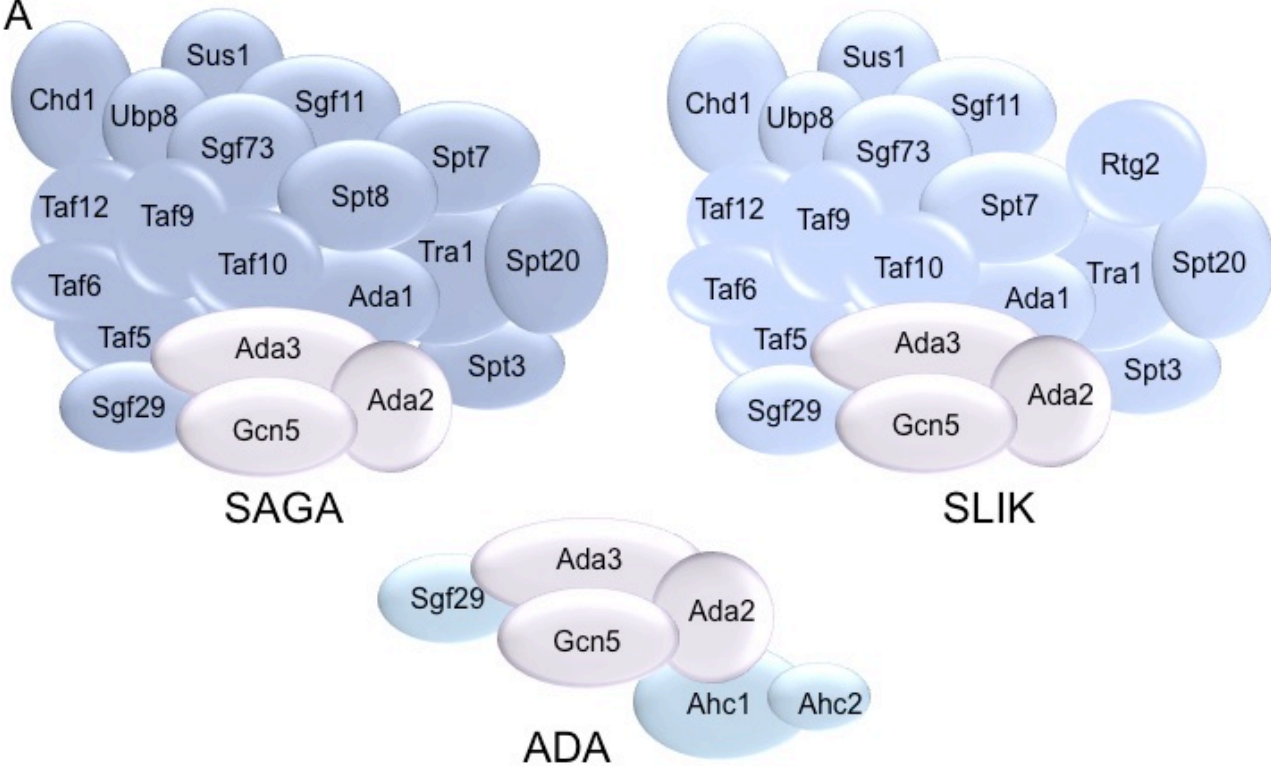 A
Sus1
Chd1
Ubp8
Sgf11
Sgf73
Spt7
Spt8
Taf12
Taf9
Taf10
Tra1
Spt20
Taf6
Ada1
Taf5
Ada3
Spt3
Sgf29
Gcn5
Ada2
SAGA
Sus1
Chd1
Ubp8
Sgf11
Sgf73
Rtg2
Spt7
Taf12
Taf9
Taf10
Tra1
Spt20
Taf6
Ada1
Taf5
Ada3
Spt3
Sgf29
Gcn5
Ada2
SLIK
Ada3
Sgf29
Ada2
Gcn5
Ahc1
Ahc2
ADA